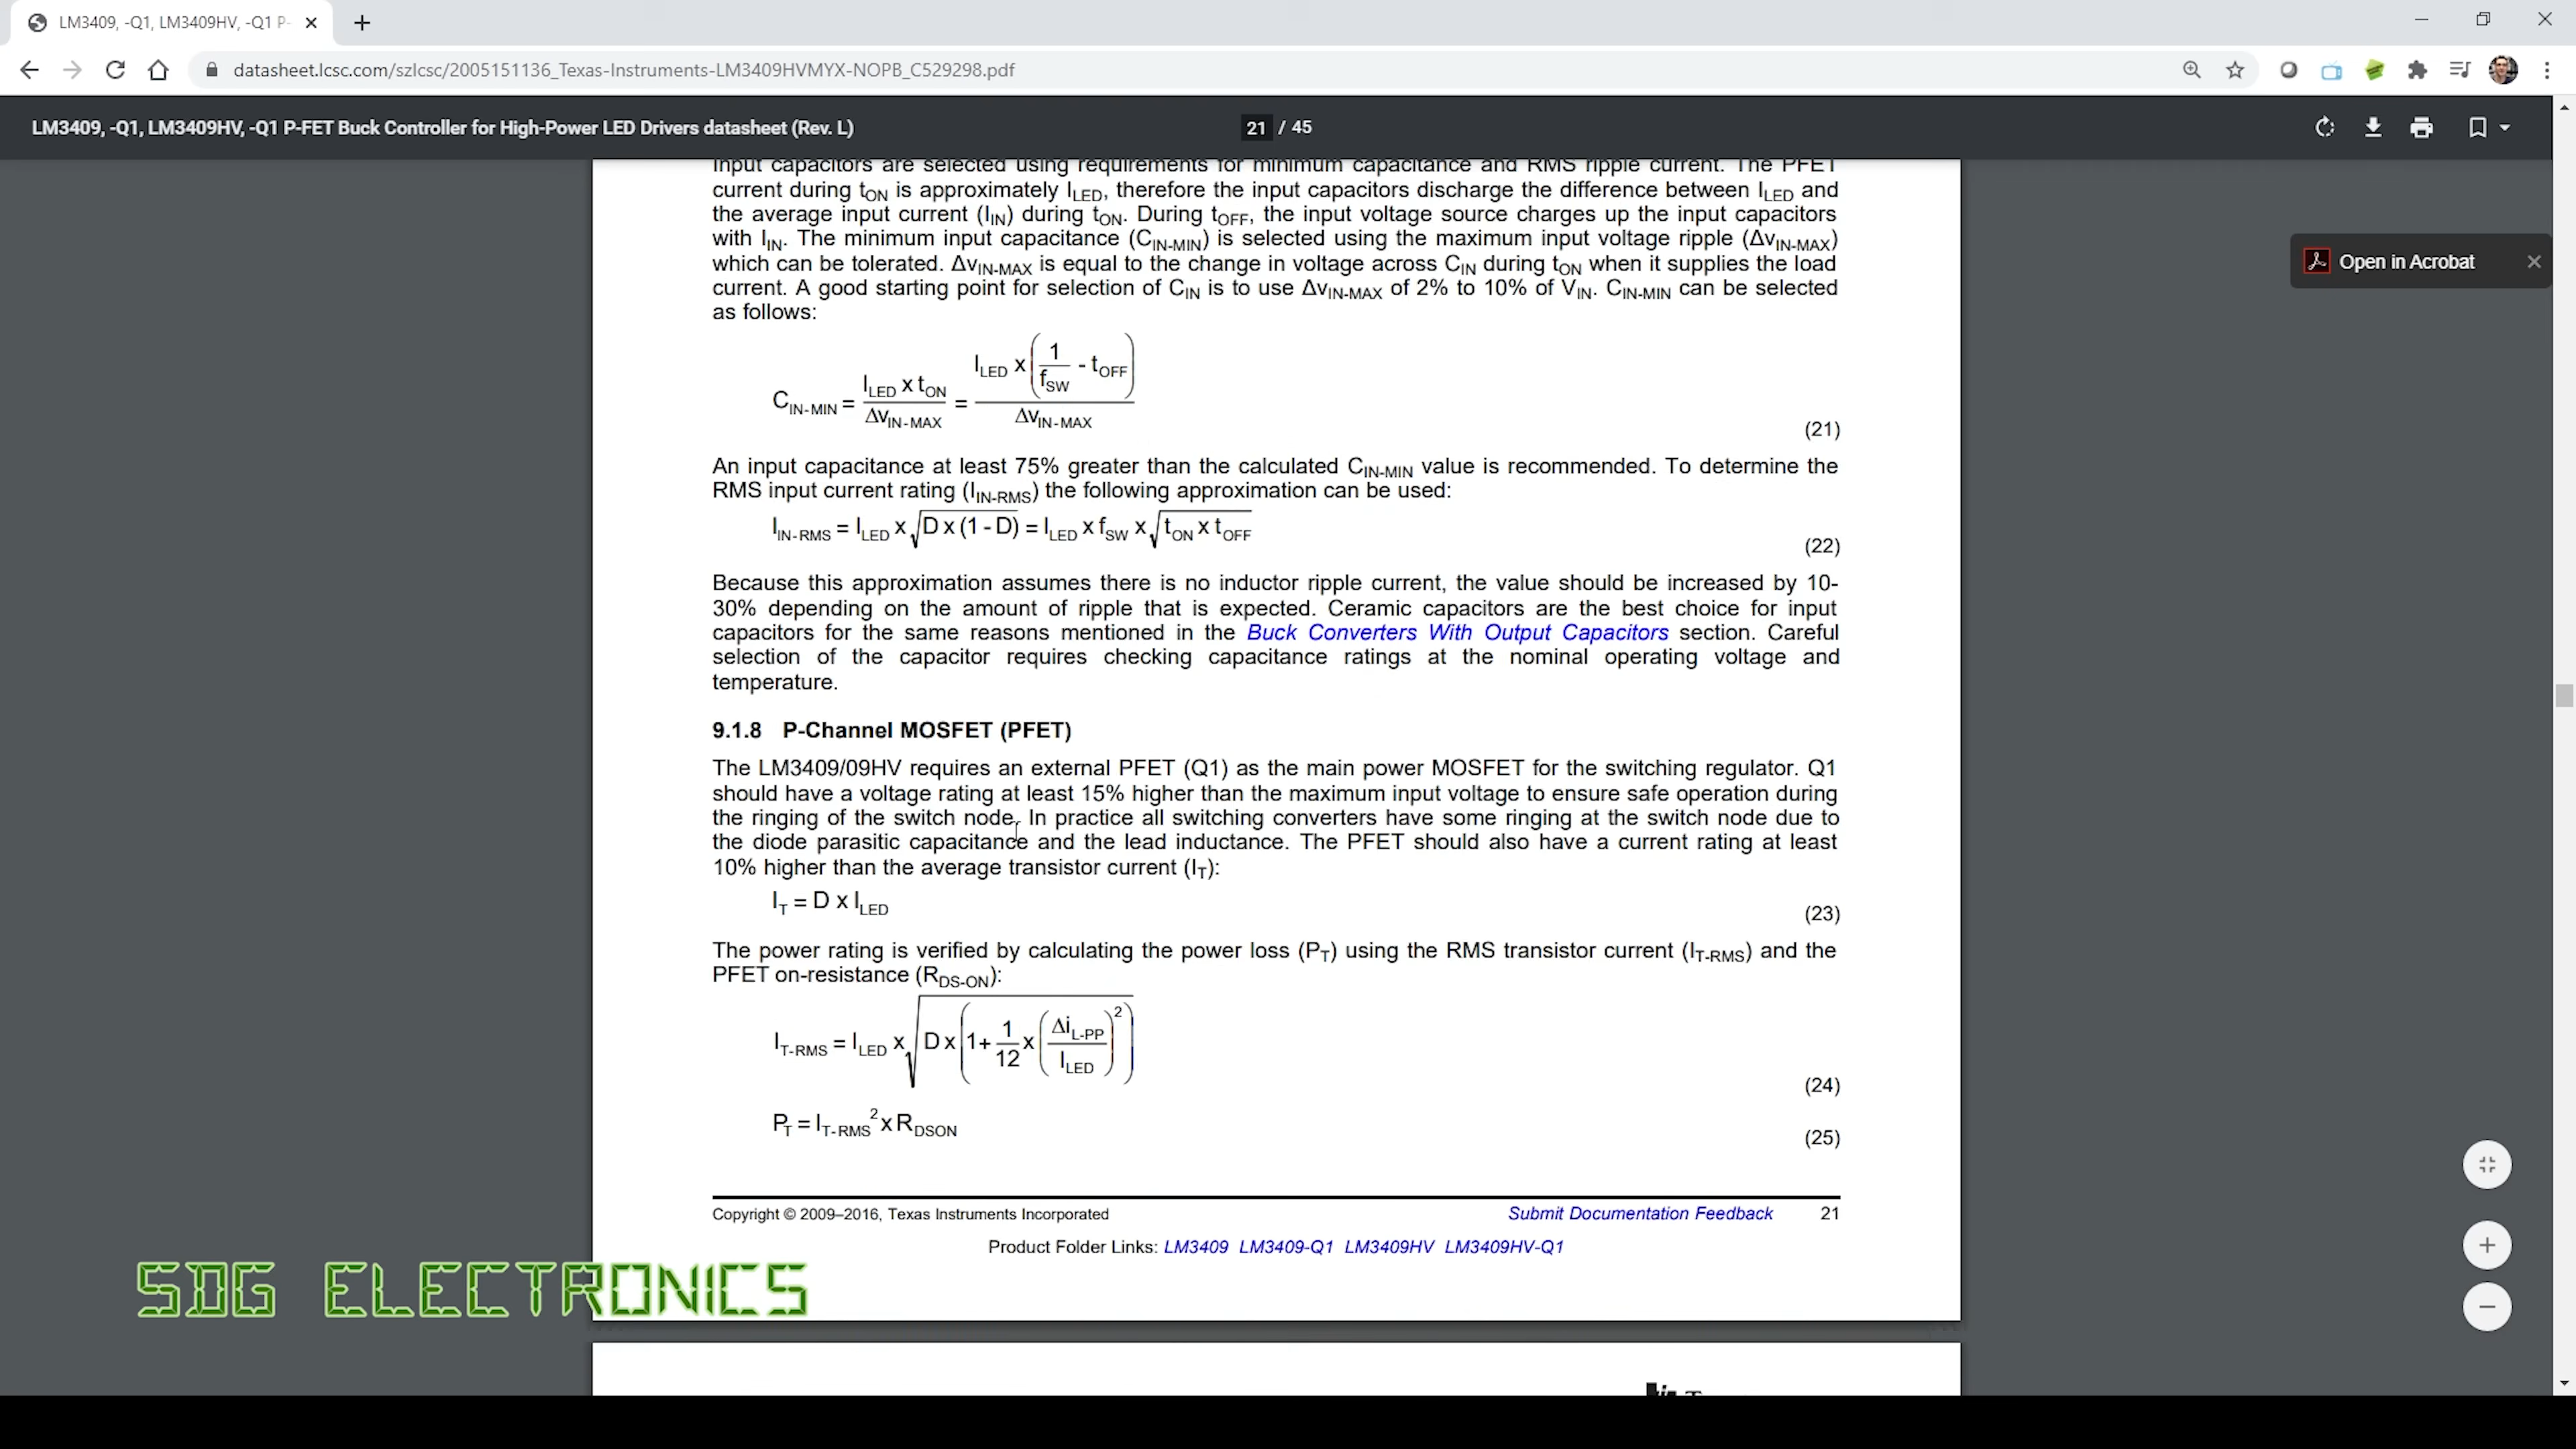 LM3409, -Q1, LM3409HV, -Q1 P-
datasheet.lcsc.com/szlcsc/2005151136_Texas-Instruments-LM3409HVMYX-NOPB_C529298.pdf
LM3409, -Q1, LM3409HV, -Q1 P-FET Buck Controller for High-Power LED Drivers datasheet (Rev. L)
21 / 45
Open in Acrobat
Input capacitors are selected using requirements for minimum capacitance and RMS ripple current. The PFET
current during tON is approximately ILED, therefore the input capacitors discharge the difference between ILED and
the average input current (IIN) during tON. During tOFF, the input voltage source charges up the input capacitors
with IIN. The minimum input capacitance (CIN-MIN) is selected using the maximum input voltage ripple (ΔvIN-MAX)
which can be tolerated. ΔvIN-MAX is equal to the change in voltage across CIN during tON when it supplies the load
current. A good starting point for selection of CIN is to use ΔvIN-MAX of 2% to 10% of VIN. CIN-MIN can be selected
as follows:
CIN-MIN = (ILED x tON) / ΔvIN-MAX = (ILED x (1/fSW - tOFF)) / ΔvIN-MAX
(21)
An input capacitance at least 75% greater than the calculated CIN-MIN value is recommended. To determine the
RMS input current rating (IIN-RMS) the following approximation can be used:
IIN-RMS = ILED x √(D x (1 - D)) = ILED x fSW x √(tON x tOFF)
(22)
Because this approximation assumes there is no inductor ripple current, the value should be increased by 10-
30% depending on the amount of ripple that is expected. Ceramic capacitors are the best choice for input
capacitors for the same reasons mentioned in the Buck Converters With Output Capacitors section. Careful
selection of the capacitor requires checking capacitance ratings at the nominal operating voltage and
temperature.
9.1.8 P-Channel MOSFET (PFET)
The LM3409/09HV requires an external PFET (Q1) as the main power MOSFET for the switching regulator. Q1
should have a voltage rating at least 15% higher than the maximum input voltage to ensure safe operation during
the ringing of the switch node. In practice all switching converters have some ringing at the switch node due to
the diode parasitic capacitance and the lead inductance. The PFET should also have a current rating at least
10% higher than the average transistor current (IT):
IT = D x ILED
(23)
The power rating is verified by calculating the power loss (PT) using the RMS transistor current (IT-RMS) and the
PFET on-resistance (RDS-ON):
IT-RMS = ILED x √(D x (1 + 1/12 x (ΔiL-PP / ILED)²))
(24)
PT = IT-RMS² x RDSON
(25)
Copyright © 2009–2016, Texas Instruments Incorporated
Submit Documentation Feedback
21
Product Folder Links: LM3409 LM3409-Q1 LM3409HV LM3409HV-Q1
SDG ELECTRONICS